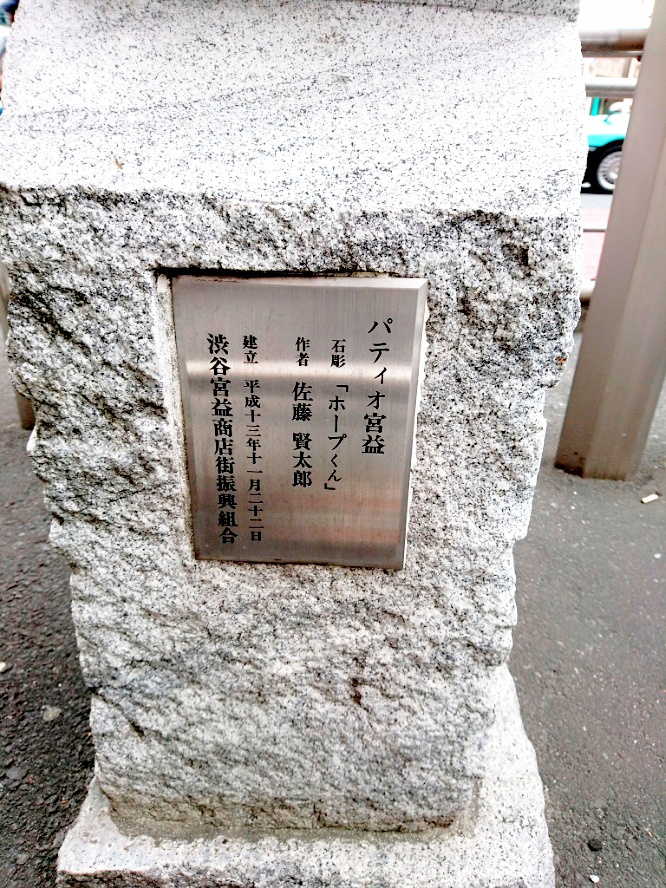 パティオ宮益
石彫 「ホープくん」
作者 佐藤 賢太郎
建立 平成十三年十一月二十二日
渋谷宮益商店街振興組合